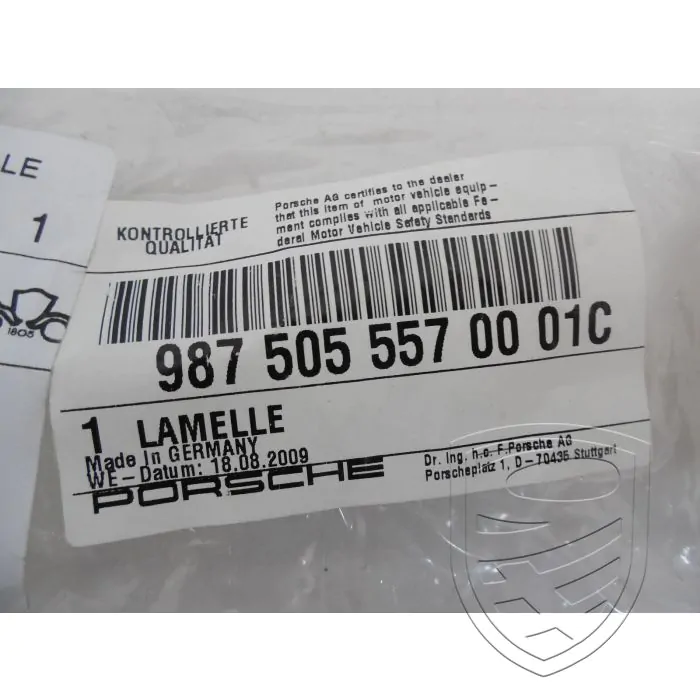 LLE
1
1805
KONTROLLIERTE
QUALITÄT
Porsche AG certifies to the dealer
that this item of motor vehicle equip-
ment complies with all applicable Fe-
deral Motor Vehicle Safety Standards
987 505 557 00 01C
1 LAMELLE
Made In GERMANY
WE-Datum: 18.08.2009
PORSCHE
Dr. Ing. h.c. F.Porsche AG
Porscheplatz 1, D-70435 Stuttgart